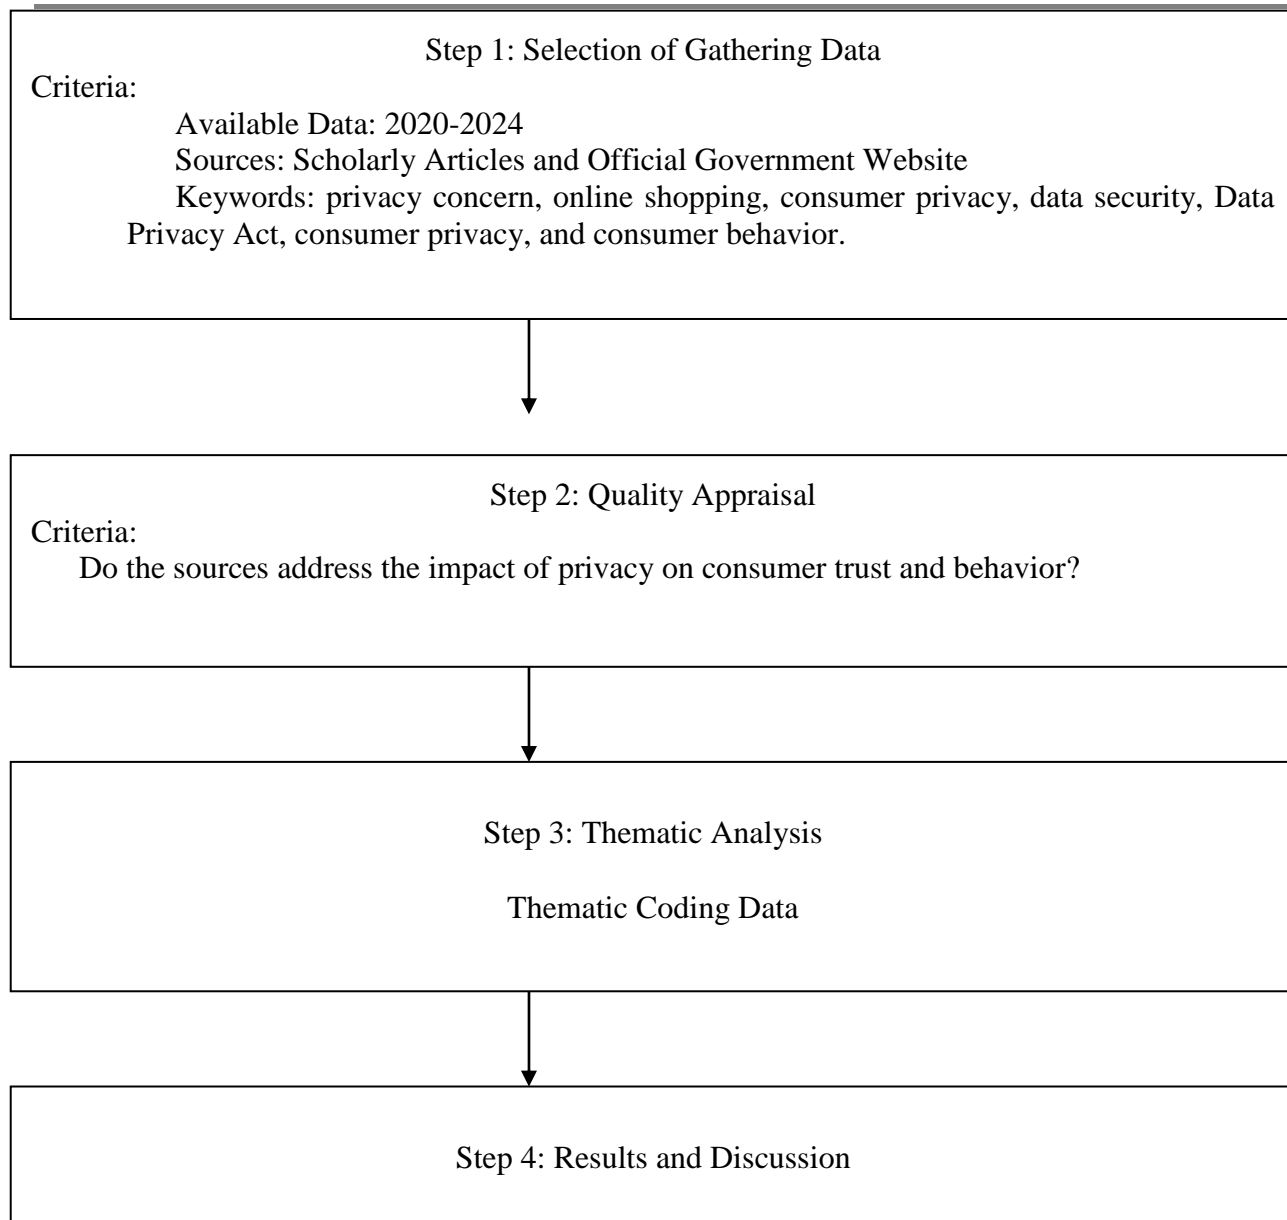 Step 1: Selection of Gathering Data
Criteria:
Available Data: 2020-2024
Sources: Scholarly Articles and Official Government Website
Keywords: privacy concern, online shopping, consumer privacy, data security, Data
Privacy Act, consumer privacy, and consumer behavior.
Step 2: Quality Appraisal
Criteria:
Do the sources address the impact of privacy on consumer trust and behavior?
Step 3: Thematic Analysis
Thematic Coding Data
Step 4: Results and Discussion